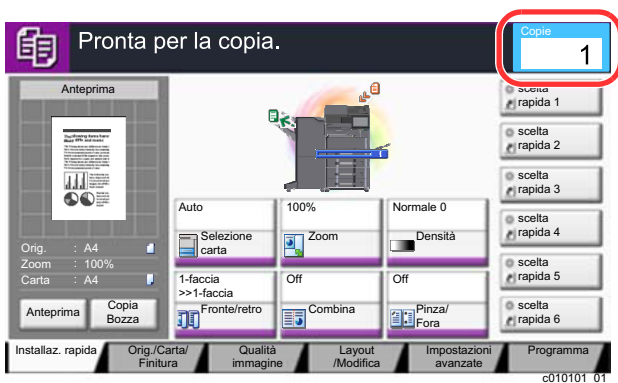 Pronta per la copia.
Copie
1
Anteprima
Orig. : A4
Zoom : 100%
Carta : A4
Anteprima
Copia
Bozza
Auto
Selezione
carta
100%
Zoom
Normale 0
Densità
1-faccia
>>1-faccia
Fronte/retro
Off
Combina
Off
Pinza/
Fora
scelta
rapida 1
scelta
rapida 2
scelta
rapida 3
scelta
rapida 4
scelta
rapida 5
scelta
rapida 6
Installaz. rapida
Orig./Carta/
Finitura
Qualità
immagine
Layout
/Modifica
Impostazioni
avanzate
Programma
c010101_01